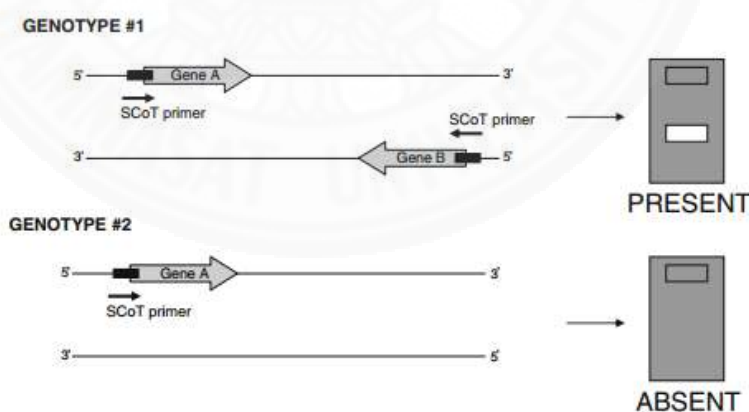 GENOTYPE #1
5' Gene A 3'
SCoT primer
SCoT primer
3' Gene B 5'
PRESENT
GENOTYPE #2
5' Gene A 3'
SCoT primer
3' 5'
ABSENT